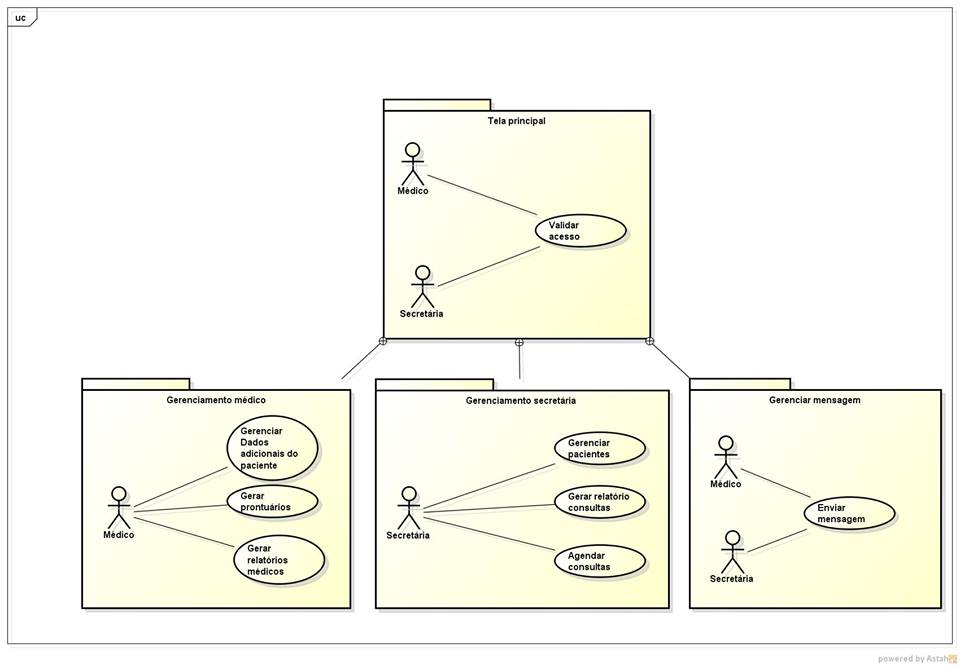 uc
Tela principal
Médico
Validar
acesso
Secretária
Gerenciamento médico
Gerenciar
Dados
adicionais do
paciente
Gerar
prontuários
Médico
Gerar
relatórios
médicos
Gerenciamento secretária
Gerenciar
pacientes
Gerar relatório
consultas
Secretária
Agendar
consultas
Gerenciar mensagem
Médico
Enviar
mensagem
Secretária
powered by Astah